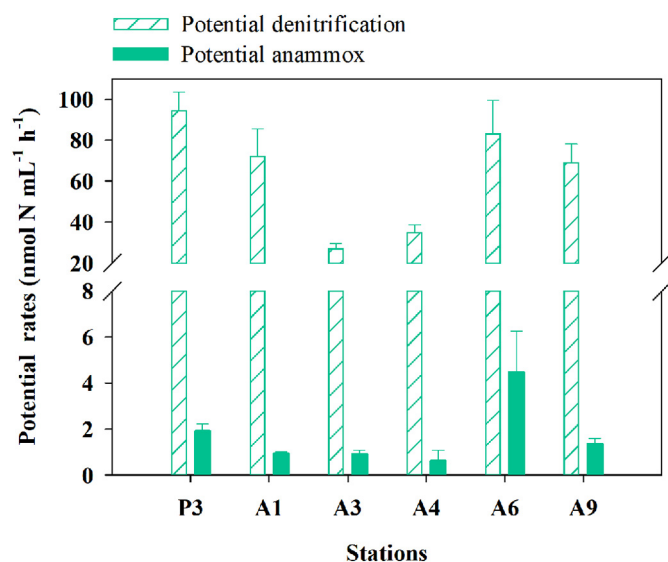 Potential denitrification
Potential anammox
Potential rates (nmol N mL⁻¹ h⁻¹)
100
80
60
40
20
8
6
4
2
0
P3 A1 A3 A4 A6 A9
Stations